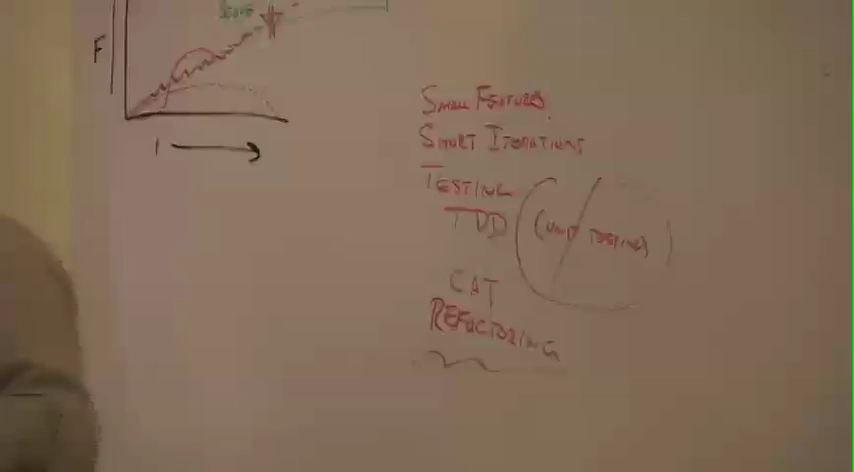 F
SMALL FEATURES
SHORT ITERATIONS
TESTING
TDD (UNIT TESTING)
CAT
REFACTORING